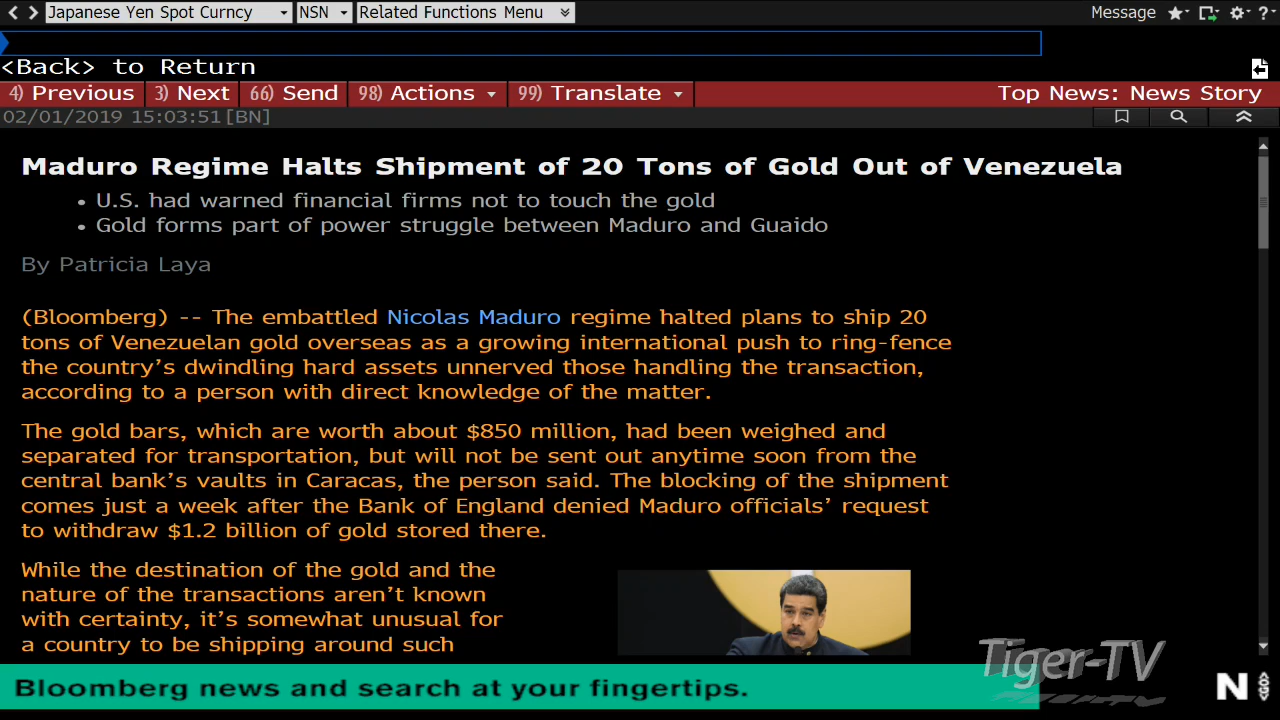 Japanese Yen Spot Curncy NSN Related Functions Menu Message ?
<Back> to Return
4) Previous 3) Next 66) Send 98) Actions 99) Translate Top News: News Story
02/01/2019 15:03:51[BN]
Maduro Regime Halts Shipment of 20 Tons of Gold Out of Venezuela
• U.S. had warned financial firms not to touch the gold
• Gold forms part of power struggle between Maduro and Guaido
By Patricia Laya
(Bloomberg) -- The embattled Nicolas Maduro regime halted plans to ship 20
tons of Venezuelan gold overseas as a growing international push to ring-fence
the country’s dwindling hard assets unnerved those handling the transaction,
according to a person with direct knowledge of the matter.
The gold bars, which are worth about $850 million, had been weighed and
separated for transportation, but will not be sent out anytime soon from the
central bank’s vaults in Caracas, the person said. The blocking of the shipment
comes just a week after the Bank of England denied Maduro officials’ request
to withdraw $1.2 billion of gold stored there.
While the destination of the gold and the
nature of the transactions aren’t known
with certainty, it’s somewhat unusual for
a country to be shipping around such
Tiger-TV
Bloomberg news and search at your fingertips.
N